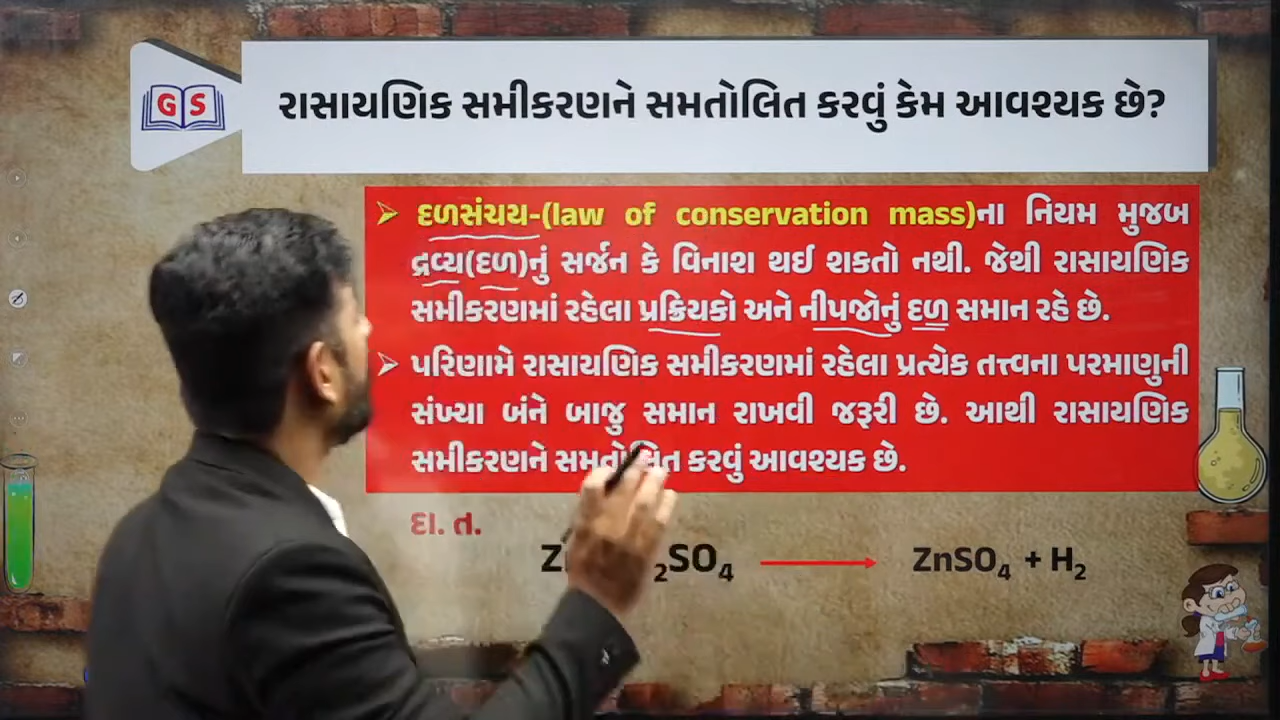 GS
રાસાયણિક સમીકરણને સમતોલિત કરવું કેમ આવશ્યક છે?
➢ દળસંચય-(law of conservation mass)ના નિયમ મુજબ
દ્રવ્ય(દળ)નું સર્જન કે વિનાશ થઈ શકતો નથી. જેથી રાસાયણિક
સમીકરણમાં રહેલા પ્રક્રિયકો અને નીપજોનું દળ સમાન રહે છે.
➢ પરિણામે રાસાયણિક સમીકરણમાં રહેલા પ્રત્યેક તત્ત્વના પરમાણુની
સંખ્યા બંને બાજુ સમાન રાખવી જરૂરી છે. આથી રાસાયણિક
સમીકરણને સમતોલિત કરવું આવશ્યક છે.
દા. ત.
₂SO₄ → ZnSO₄ + H₂